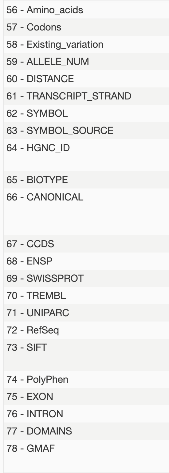 56 - Amino_acids
57 - Codons
58 - Existing_variation
59 - ALLELE_NUM
60 - DISTANCE
61 - TRANSCRIPT_STRAND
62 - SYMBOL
63 - SYMBOL_SOURCE
64 - HGNC_ID
65 - BIOTYPE
66 - CANONICAL
67 - CCDS
68 - ENSP
69 - SWISSPROT
70 - TREMBL
71 - UNIPARC
72 - RefSeq
73 - SIFT
74 - PolyPhen
75 - EXON
76 - INTRON
77 - DOMAINS
78 - GMAF